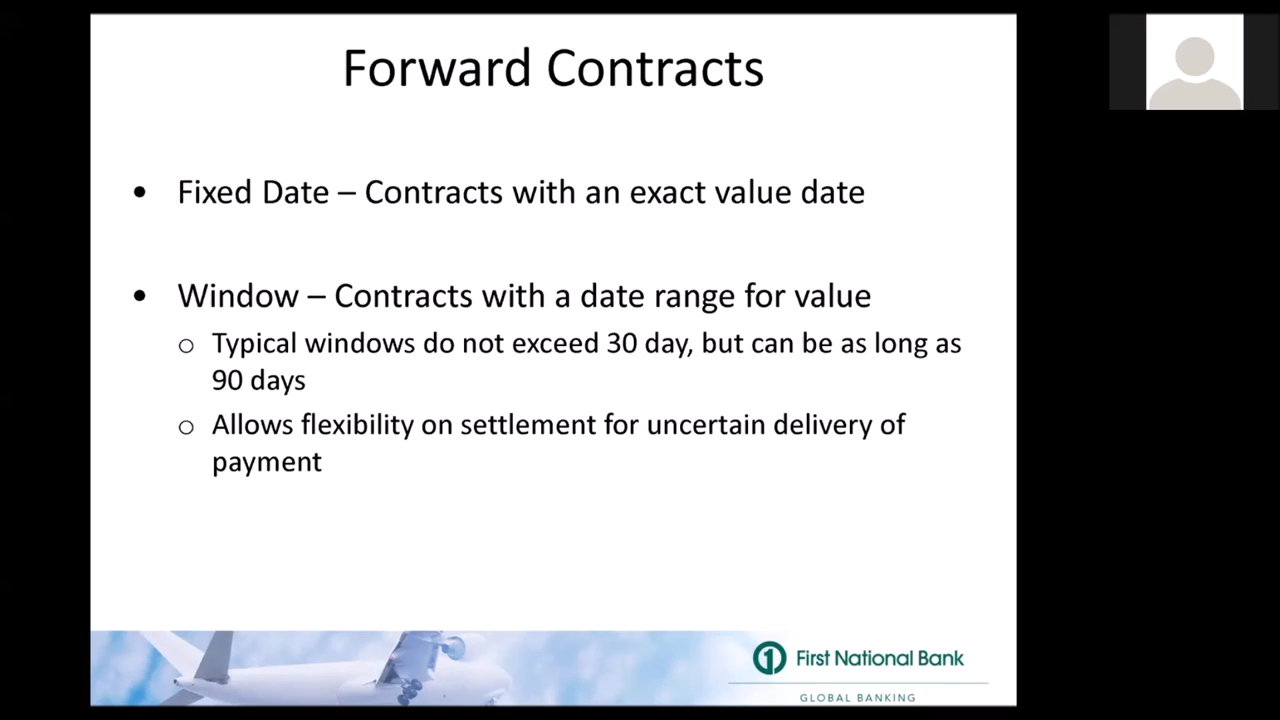 Forward Contracts
• Fixed Date – Contracts with an exact value date
• Window – Contracts with a date range for value
o Typical windows do not exceed 30 day, but can be as long as
90 days
o Allows flexibility on settlement for uncertain delivery of
payment
1 First National Bank
GLOBAL BANKING